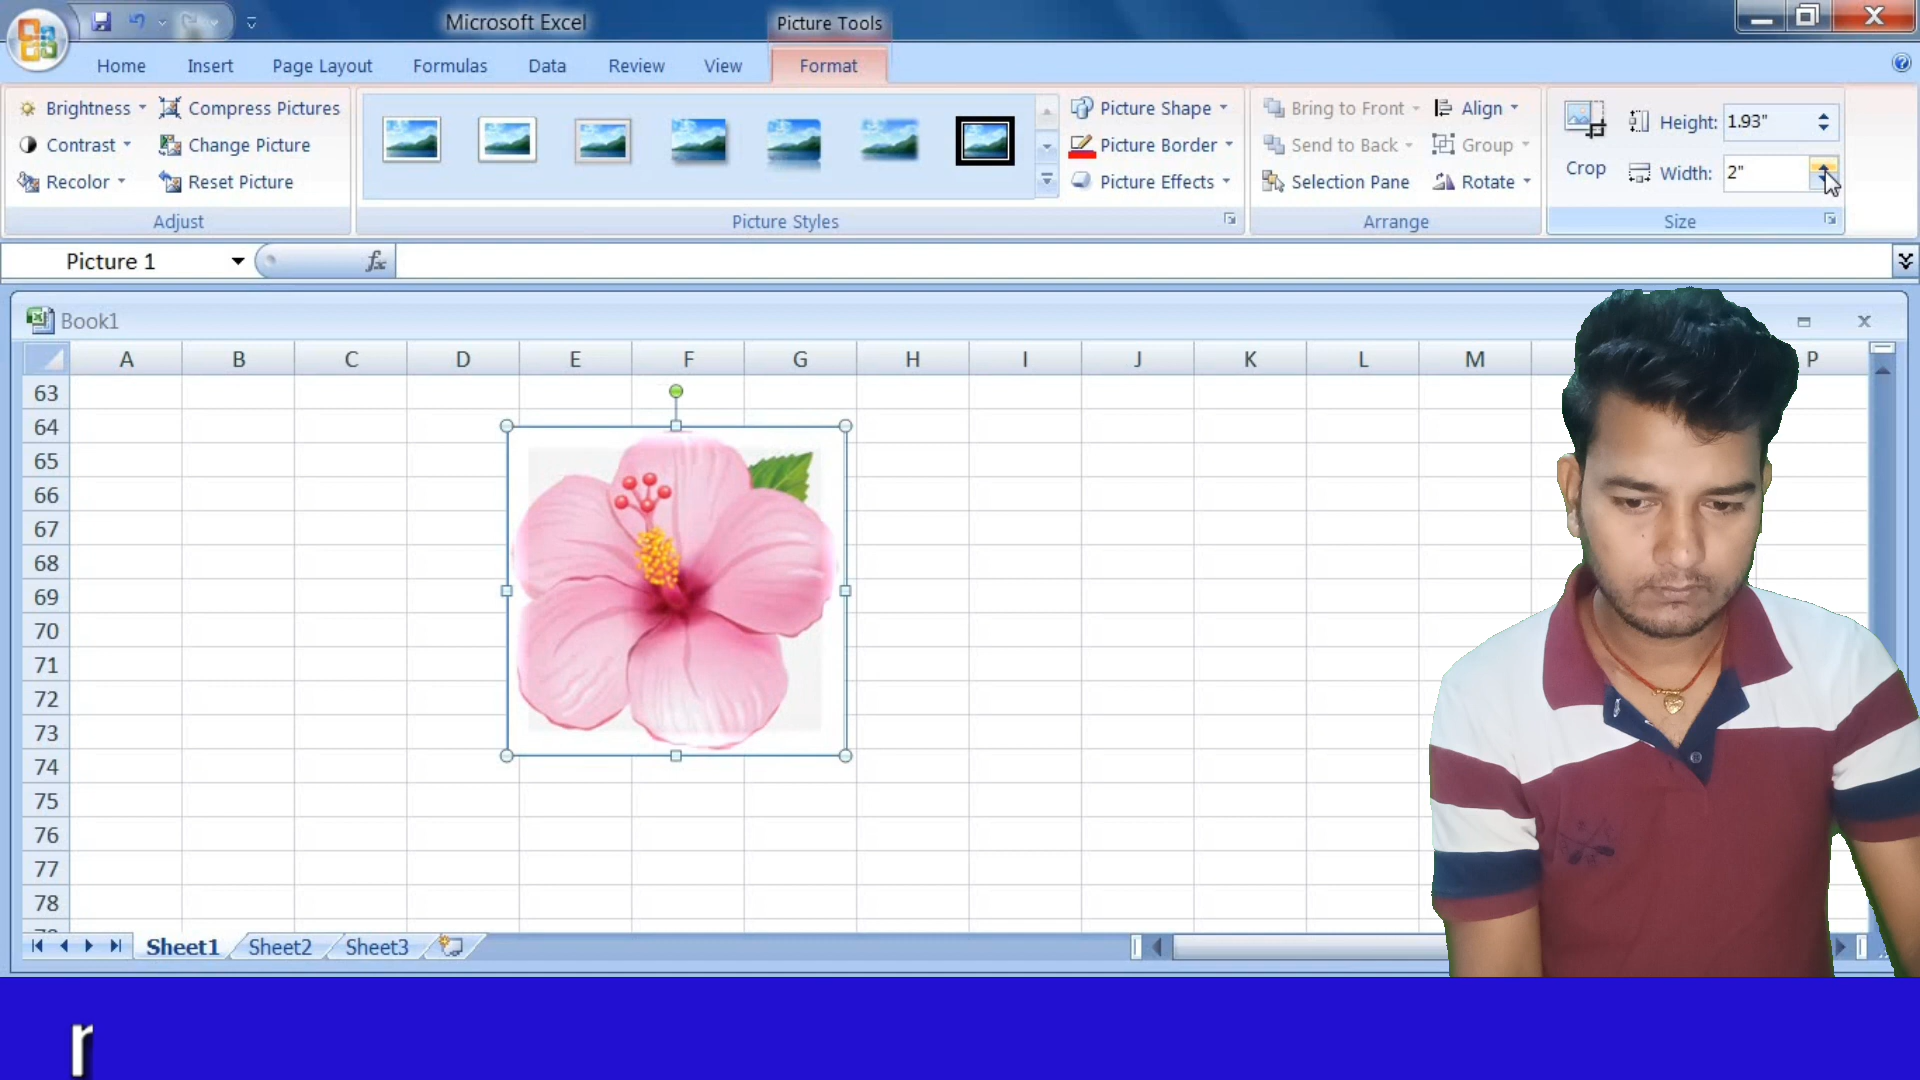 Microsoft Excel
Picture Tools
Home Insert Page Layout Formulas Data Review View Format
Brightness Compress Pictures Picture Shape Bring to Front Align Height: 1.93"
Contrast Change Picture Picture Border Send to Back Group Crop Width: 2"
Recolor Reset Picture Picture Effects Selection Pane Rotate
Adjust Picture Styles Arrange Size
Picture 1 fx
Book1
A B C D E F G H I J K L M P
63
64
65
66
67
68
69
70
71
72
73
74
75
76
77
78
Sheet1 Sheet2 Sheet3
r